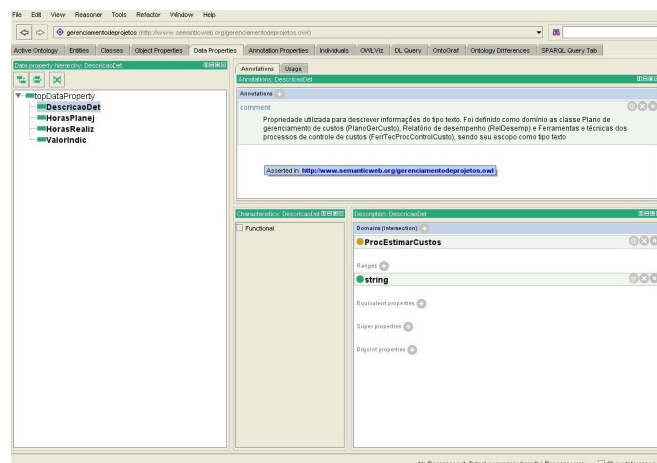 File Edit View Reasoner Tools Refactor Window Help
gerenciamentodeprojetos (http://www.semanticweb.org/gerenciamentodeprojetos.owl)
Active Ontology Entities Classes Object Properties Data Properties Annotation Properties Individuals OWLViz DL Query OntoGraf Ontology Differences SPARQL Query Tab
Data property hierarchy: DescricaoDet
topDataProperty
DescricaoDet
HorasPlanej
HorasRealiz
ValorIndic
Annotations Usage
Annotations: DescricaoDet
Annotations
comment
Propriedade utilizada para descrever informações do tipo texto. Foi definido como domínio as classe Plano de
gerenciamento de custos (PlanoGerCusto), Relatório de desempenho (RelDesemp) e Ferramentas e técnicas dos
processos de controle de custos (FerrTecProcControlCusto), sendo seu escopo como tipo texto
Asserted in: http://www.semanticweb.org/gerenciamentodeprojetos.owl
Characteristics: DescricaoDet
Functional
Description: DescricaoDet
Domains (intersection)
ProcEstimarCustos
Ranges
string
Equivalent properties
Super properties
Disjoint properties